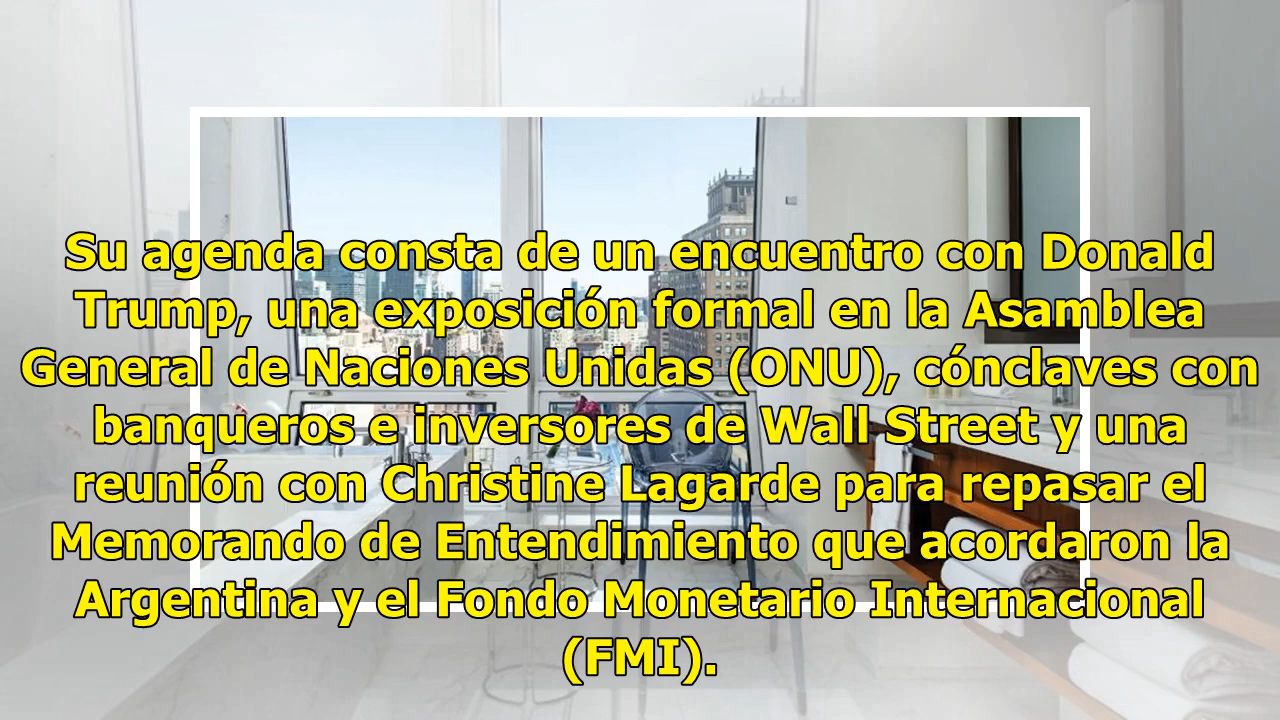 Su agenda consta de un encuentro con Donald
Trump, una exposición formal en la Asamblea
General de Naciones Unidas (ONU), cónclaves con
banqueros e inversores de Wall Street y una
reunión con Christine Lagarde para repasar el
Memorando de Entendimiento que acordaron la
Argentina y el Fondo Monetario Internacional
(FMI).